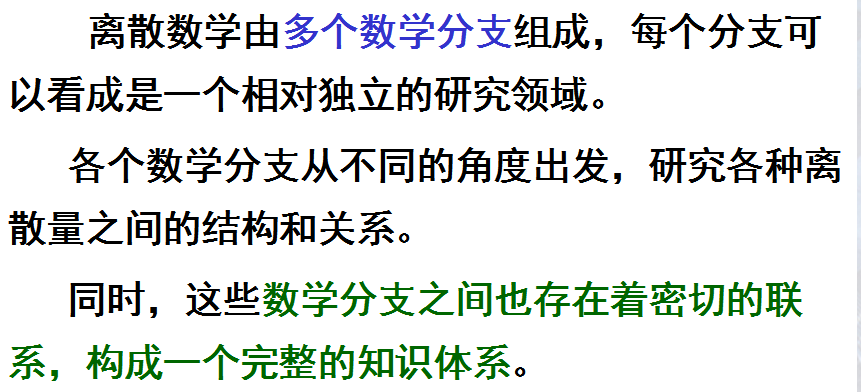 离散数学由多个数学分支组成，每个分支可
以看成是一个相对独立的研究领域。
各个数学分支从不同的角度出发，研究各种离
散量之间的结构和关系。
同时，这些数学分支之间也存在着密切的联
系，构成一个完整的知识体系。